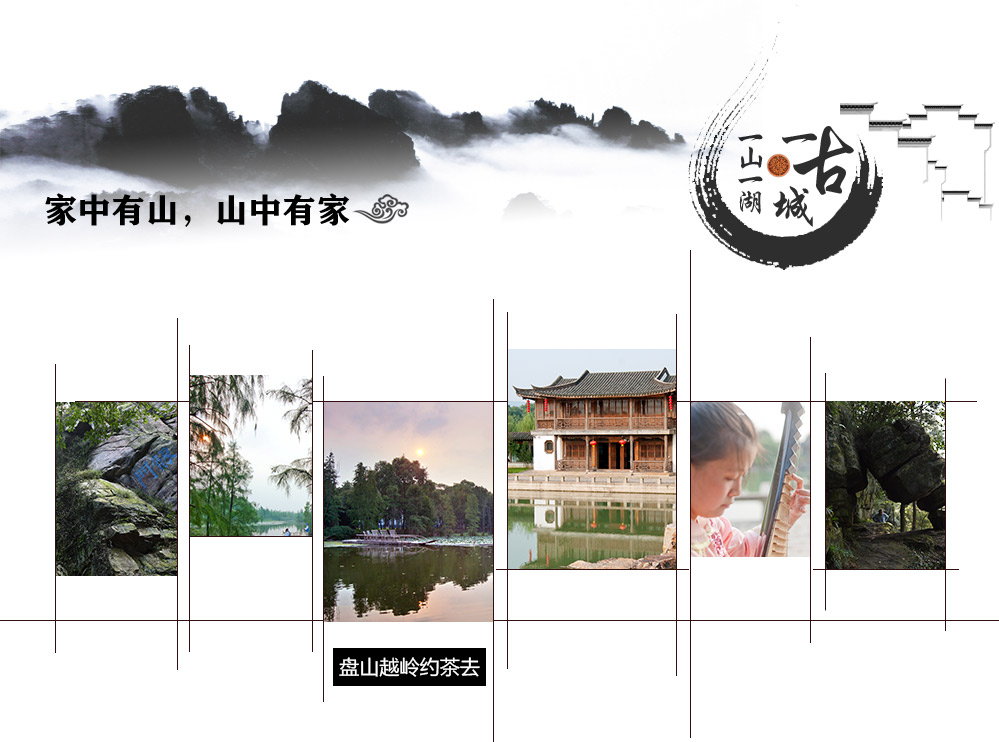 家中有山，山中有家
一山一湖
一古城
盘山越岭约茶去